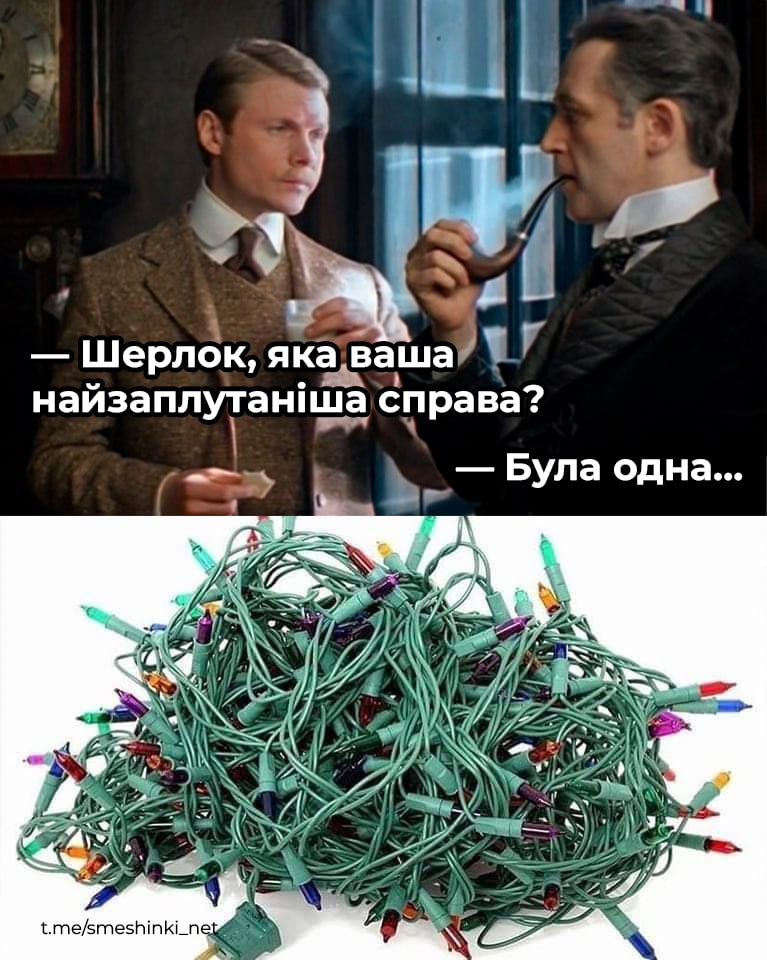 — Шерлок, яка ваша
найзаплутаніша справа?
— Була одна...
t.me/smeshinki_net